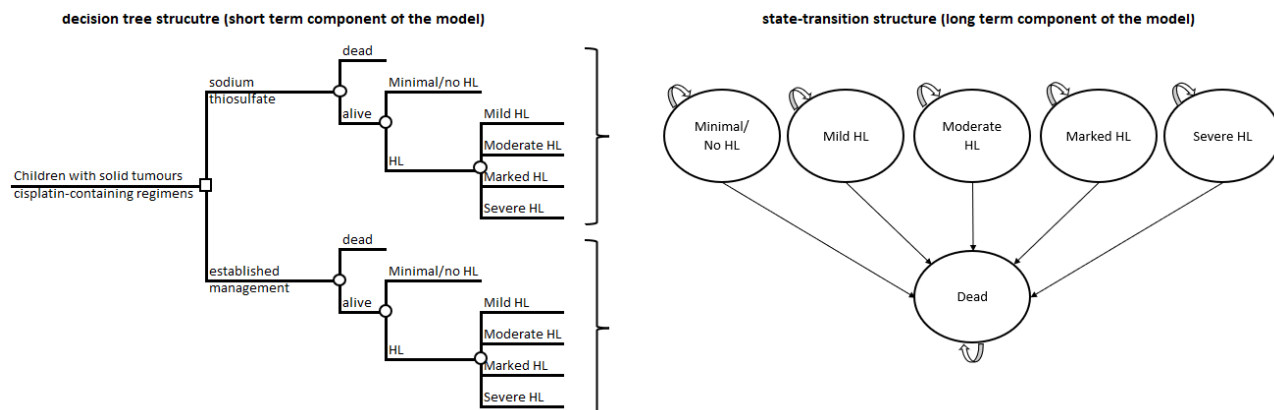 decision tree strucutre (short term component of the model)
state-transition structure (long term component of the model)
dead
sodium
thiosulfate
Minimal/no HL
alive
Mild HL
Moderate HL
HL
Marked HL
Severe HL
Children with solid tumours
cisplatin-containing regimens
dead
established
management
Minimal/no HL
alive
Mild HL
Moderate HL
HL
Marked HL
Severe HL
Minimal/
No HL
Mild HL
Moderate
HL
Marked HL
Severe HL
Dead